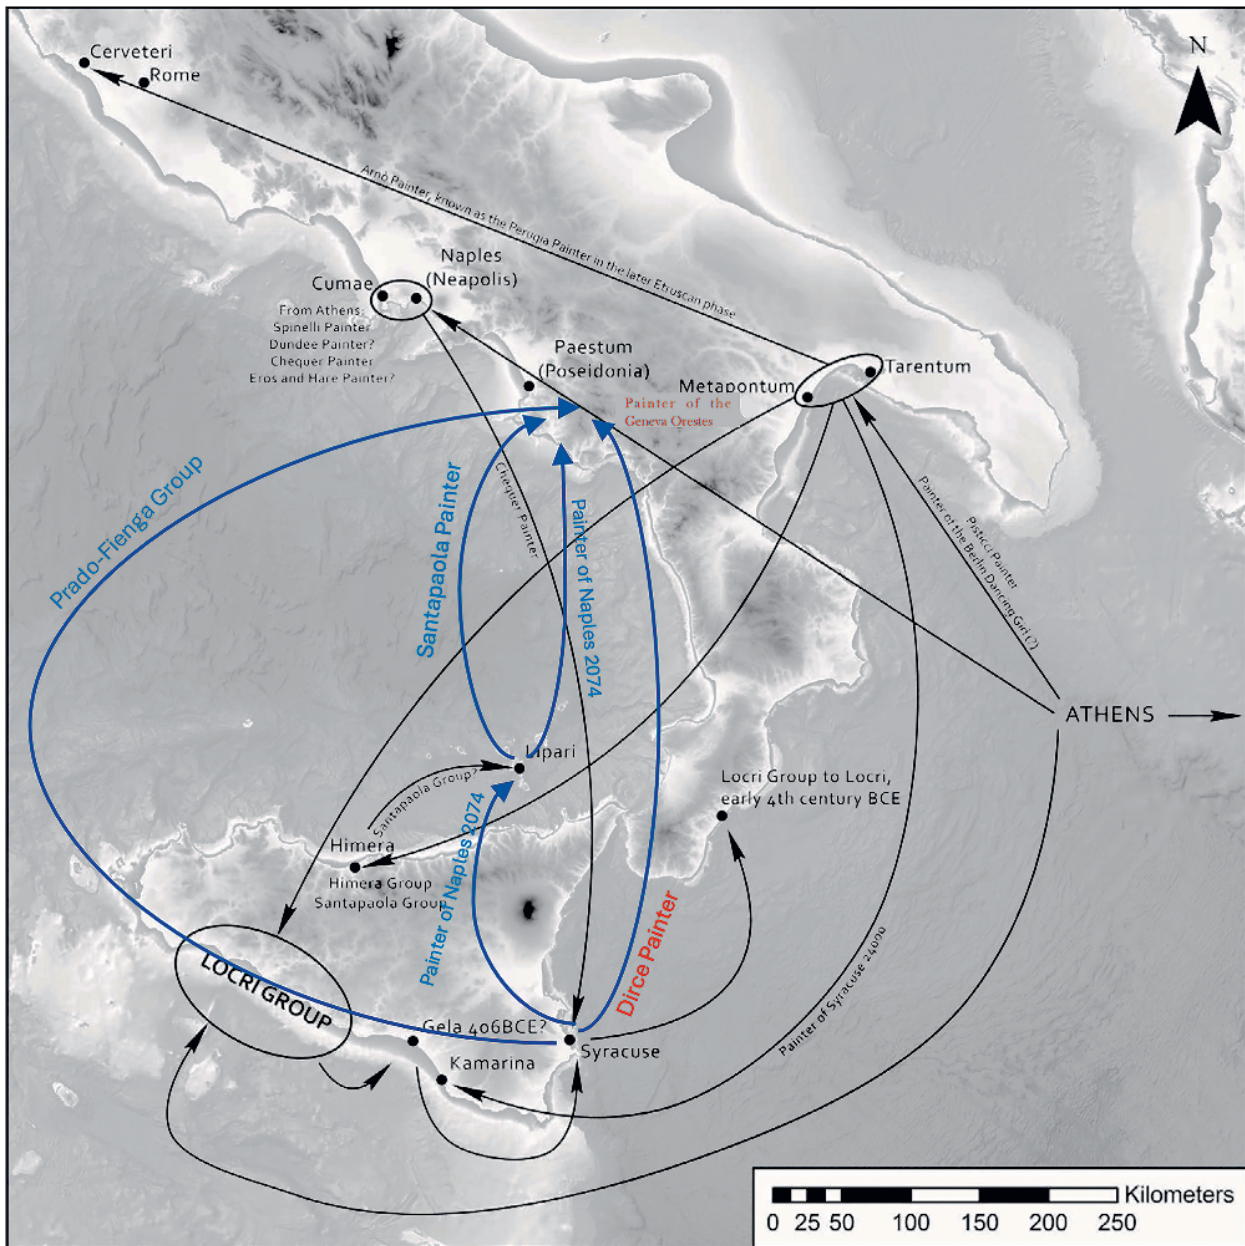 N
Cerveteri
Rome
Arnò Painter, known as the Perugia Painter in the later Etruscan phase
Naples
(Neapolis)
Cumae
From Athens:
Spinelli Painter
Dundee Painter?
Chequer Painter
Eros and Hare Painter?
Paestum
(Poseidonia)
Tarentum
Metapontum
Painter of the
Geneva Orestes
Prado-Fienga Group
Santapaola Painter
Chequer Painter
Painter of Naples 2074
Pisticci Painter
Painter of the Berlin Dancing Girl (?)
ATHENS
Lipari
Santapaola Group?
Locri Group to Locri,
early 4th century BCE
Himera
Himera Group
Santapaola Group
Painter of Naples 2074
Dirce Painter
Painter of Syracuse 24000
LOCRI GROUP
Gela 406BCE?
Syracuse
Kamarina
Kilometers
0 25 50 100 150 200 250